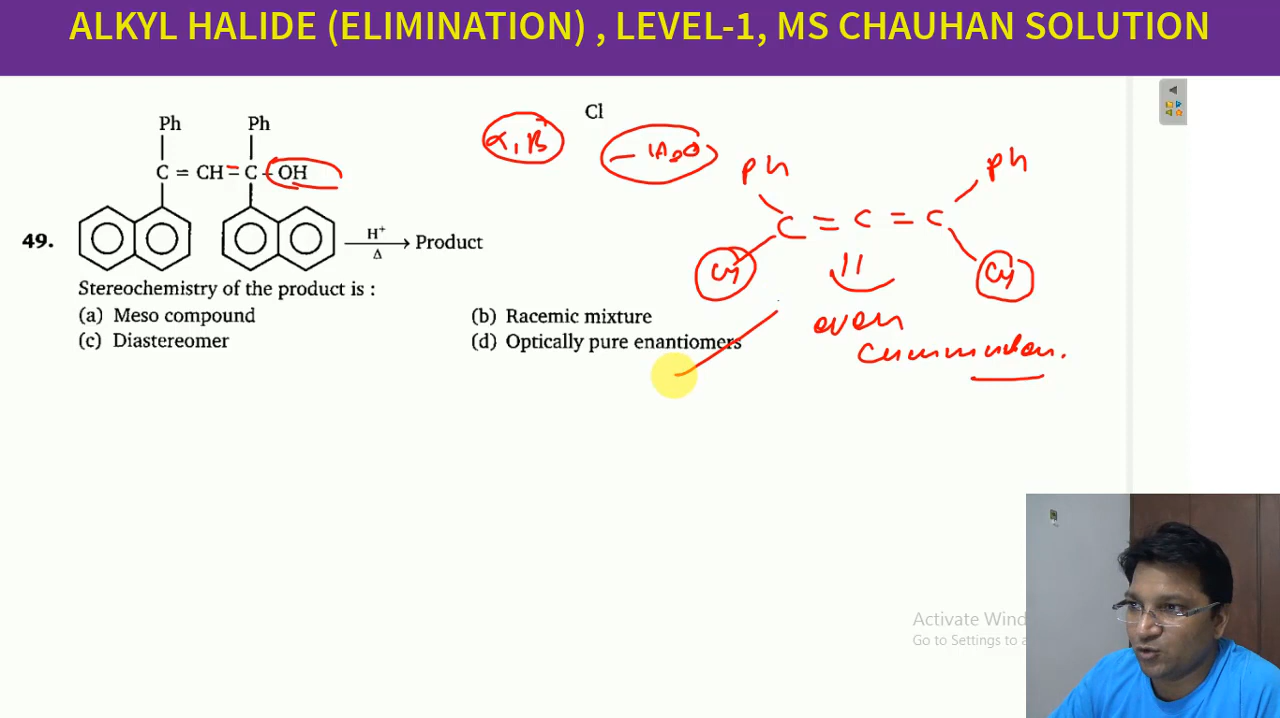 ALKYL HALIDE (ELIMINATION) , LEVEL-1, MS CHAUHAN SOLUTION
Cl
Ph Ph
α, β
Ph Ph
C = CH – C – OH
C = C = C
49.
H⁺
Δ
Product
Stereochemistry of the product is :
(a) Meso compound
(b) Racemic mixture
(c) Diastereomer
(d) Optically pure enantiomers
even
Activate Wind
Go to Settings to a